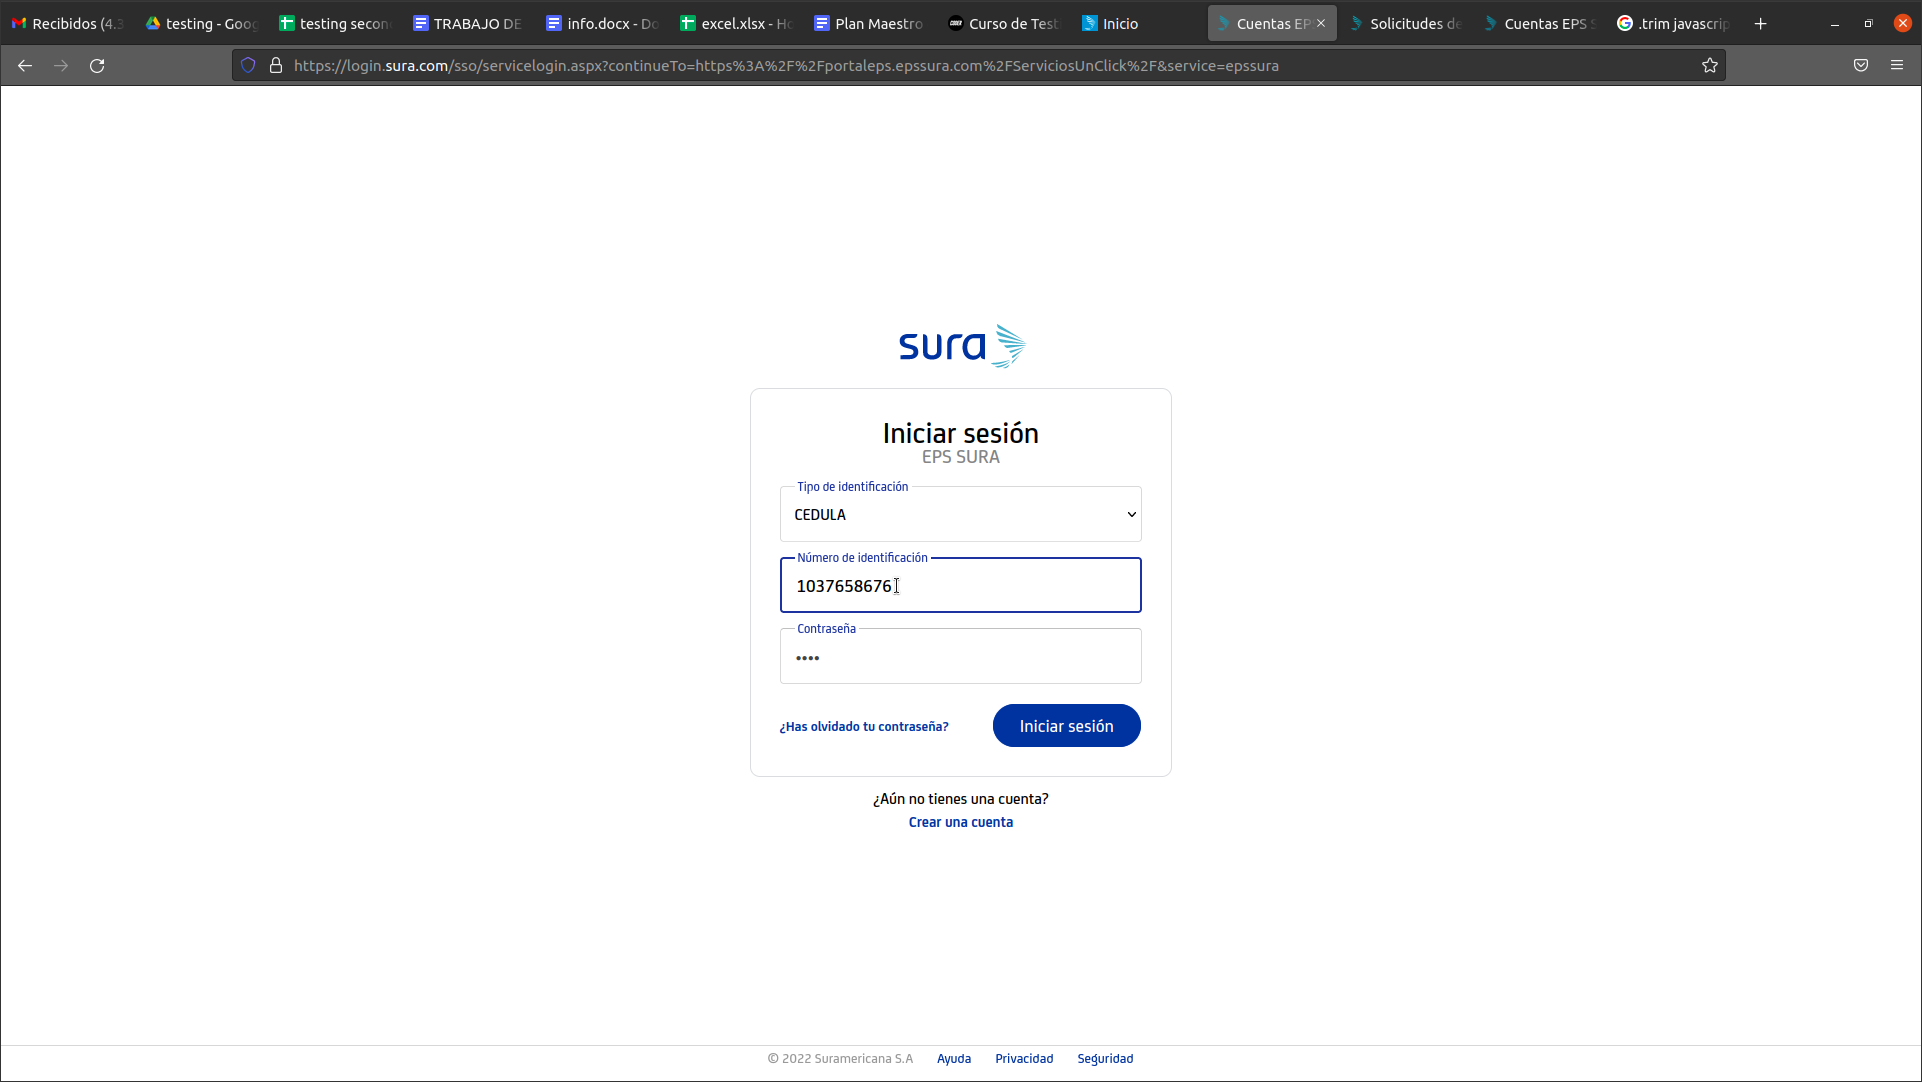 Recibidos (4.3
testing - Goog
testing secon
TRABAJO DE
info.docx - Do
excel.xlsx - Ho
Plan Maestro
Curso de Test
Inicio
Cuentas EP
Solicitudes de
Cuentas EPS S
.trim javascrip
https://login.sura.com/sso/servicelogin.aspx?continueTo=https%3A%2F%2Fportaleps.epssura.com%2FServiciosUnClick%2F&service=epssura
sura
Iniciar sesión
EPS SURA
Tipo de identificación
CEDULA
Número de identificación
1037658676
Contraseña
••••
¿Has olvidado tu contraseña?
Iniciar sesión
¿Aún no tienes una cuenta?
Crear una cuenta
© 2022 Suramericana S.A Ayuda Privacidad Seguridad